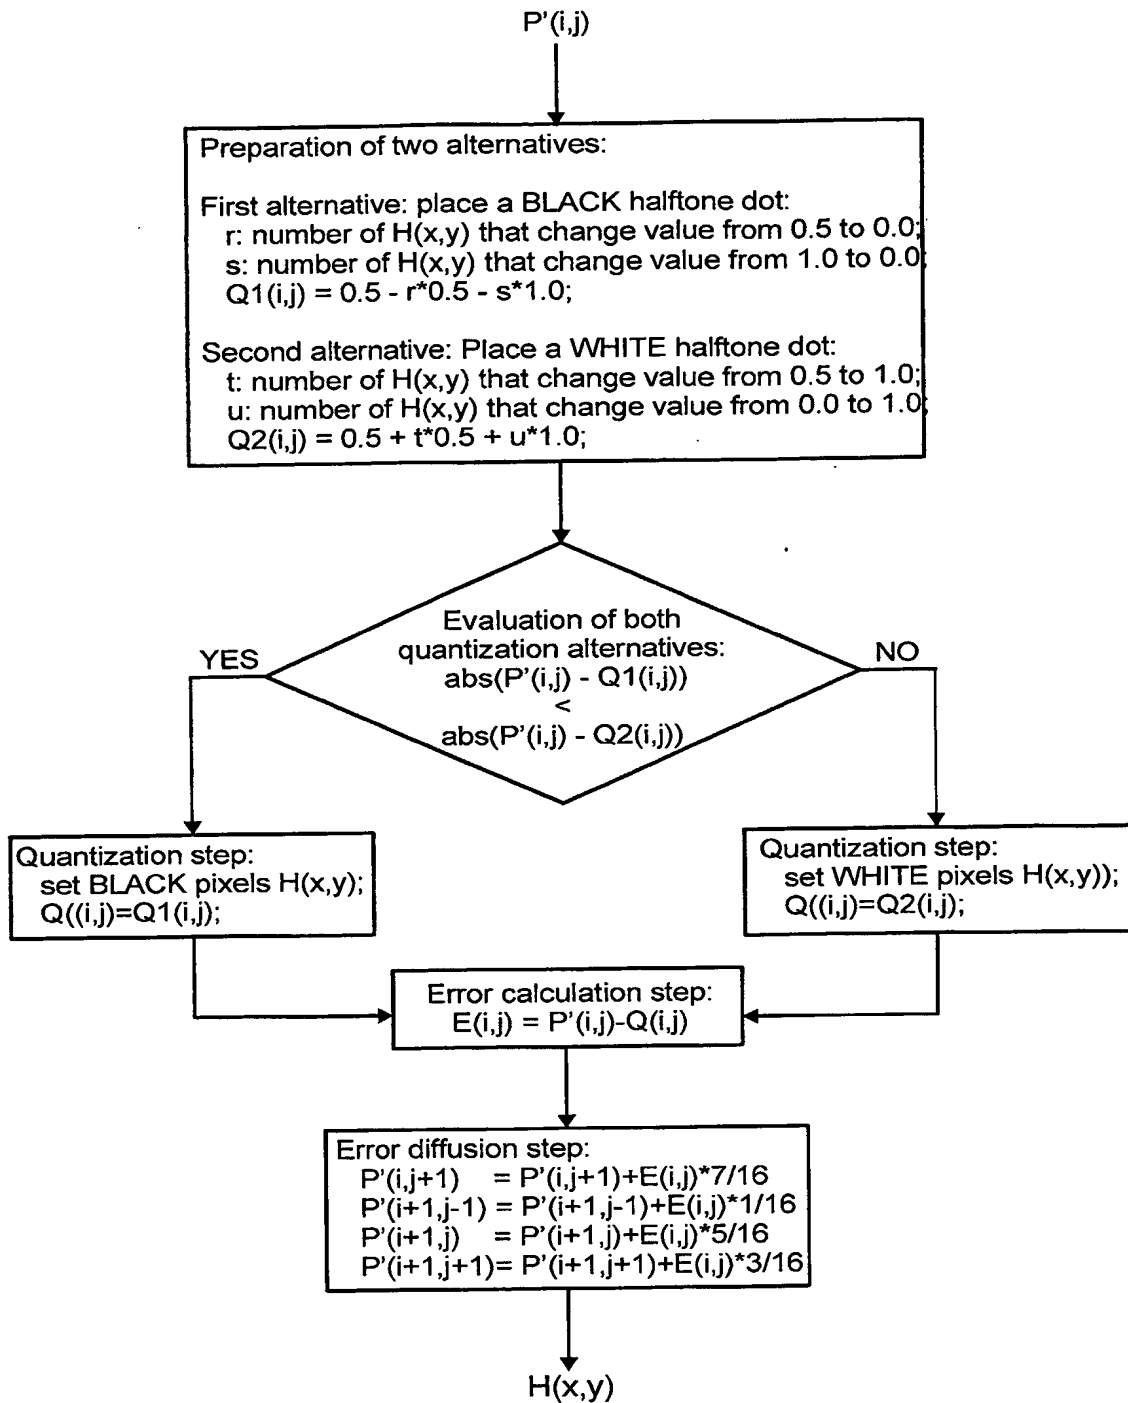 P'(i,j)
Preparation of two alternatives:
First alternative: place a BLACK halftone dot:
r: number of H(x,y) that change value from 0.5 to 0.0;
s: number of H(x,y) that change value from 1.0 to 0.0;
Q1(i,j) = 0.5 - r*0.5 - s*1.0;
Second alternative: Place a WHITE halftone dot:
t: number of H(x,y) that change value from 0.5 to 1.0;
u: number of H(x,y) that change value from 0.0 to 1.0;
Q2(i,j) = 0.5 + t*0.5 + u*1.0;
Evaluation of both
quantization alternatives:
abs(P'(i,j) - Q1(i,j))
<
abs(P'(i,j) - Q2(i,j))
YES
NO
Quantization step:
set BLACK pixels H(x,y);
Q((i,j)=Q1(i,j);
Quantization step:
set WHITE pixels H(x,y));
Q((i,j)=Q2(i,j);
Error calculation step:
E(i,j) = P'(i,j)-Q(i,j)
Error diffusion step:
P'(i,j+1) = P'(i,j+1)+E(i,j)*7/16
P'(i+1,j-1) = P'(i+1,j-1)+E(i,j)*1/16
P'(i+1,j) = P'(i+1,j)+E(i,j)*5/16
P'(i+1,j+1)= P'(i+1,j+1)+E(i,j)*3/16
H(x,y)